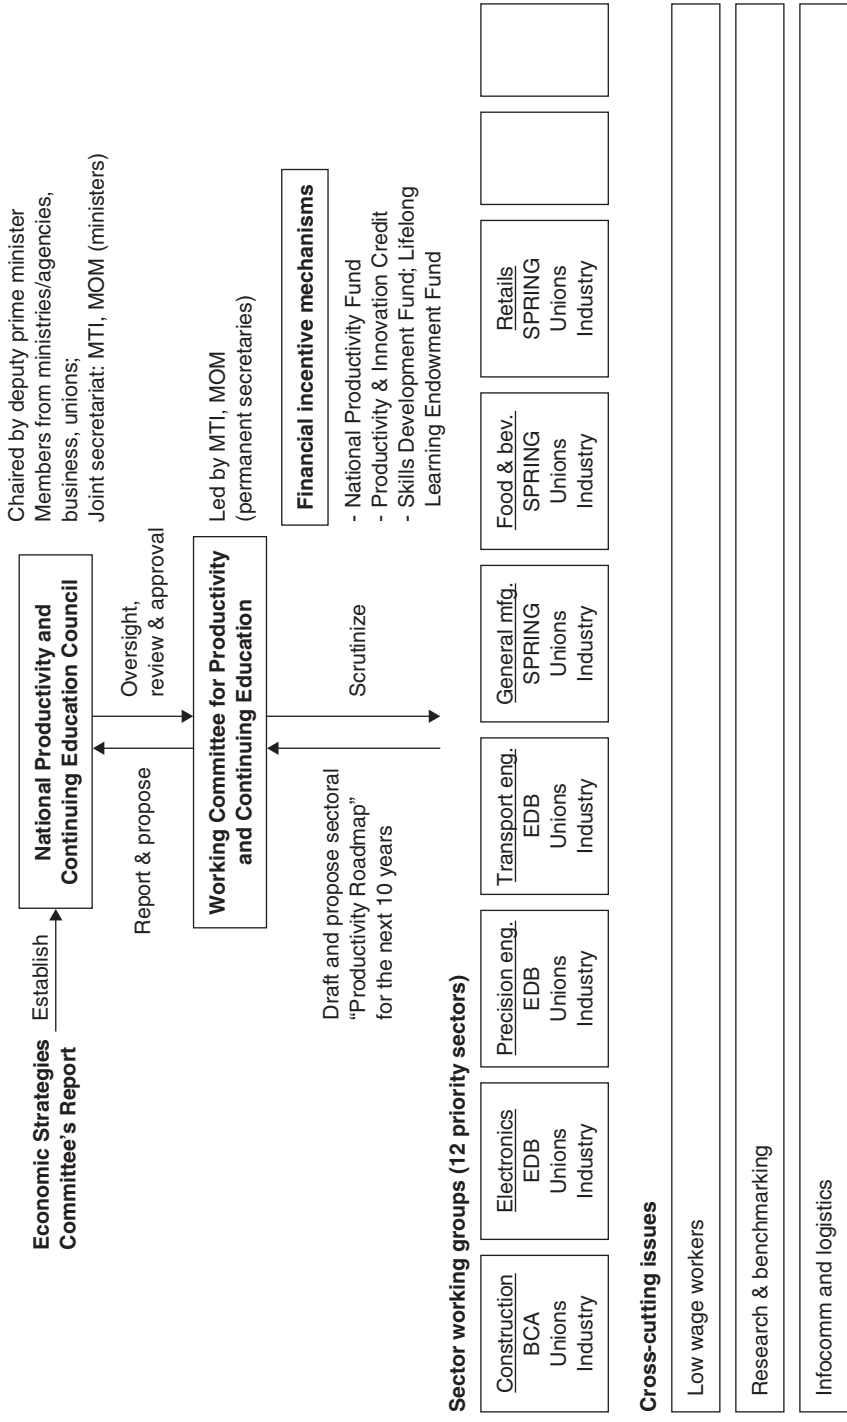 Economic Strategies
Committee's Report
Establish
National Productivity and
Continuing Education Council
Chaired by deputy prime minister
Members from ministries/agencies,
business, unions;
Joint secretariat: MTI, MOM (ministers)
Report & propose
Oversight,
review & approval
Working Committee for Productivity
and Continuing Education
Led by MTI, MOM
(permanent secretaries)
Draft and propose sectoral
“Productivity Roadmap”
for the next 10 years
Scrutinize
Financial incentive mechanisms
- National Productivity Fund
- Productivity & Innovation Credit
- Skills Development Fund; Lifelong
Learning Endowment Fund
Sector working groups (12 priority sectors)
Construction
BCA
Unions
Industry
Electronics
EDB
Unions
Industry
Precision eng.
EDB
Unions
Industry
Transport eng.
EDB
Unions
Industry
General mfg.
SPRING
Unions
Industry
Food & bev.
SPRING
Unions
Industry
Retails
SPRING
Unions
Industry
Cross-cutting issues
Low wage workers
Research & benchmarking
Infocomm and logistics